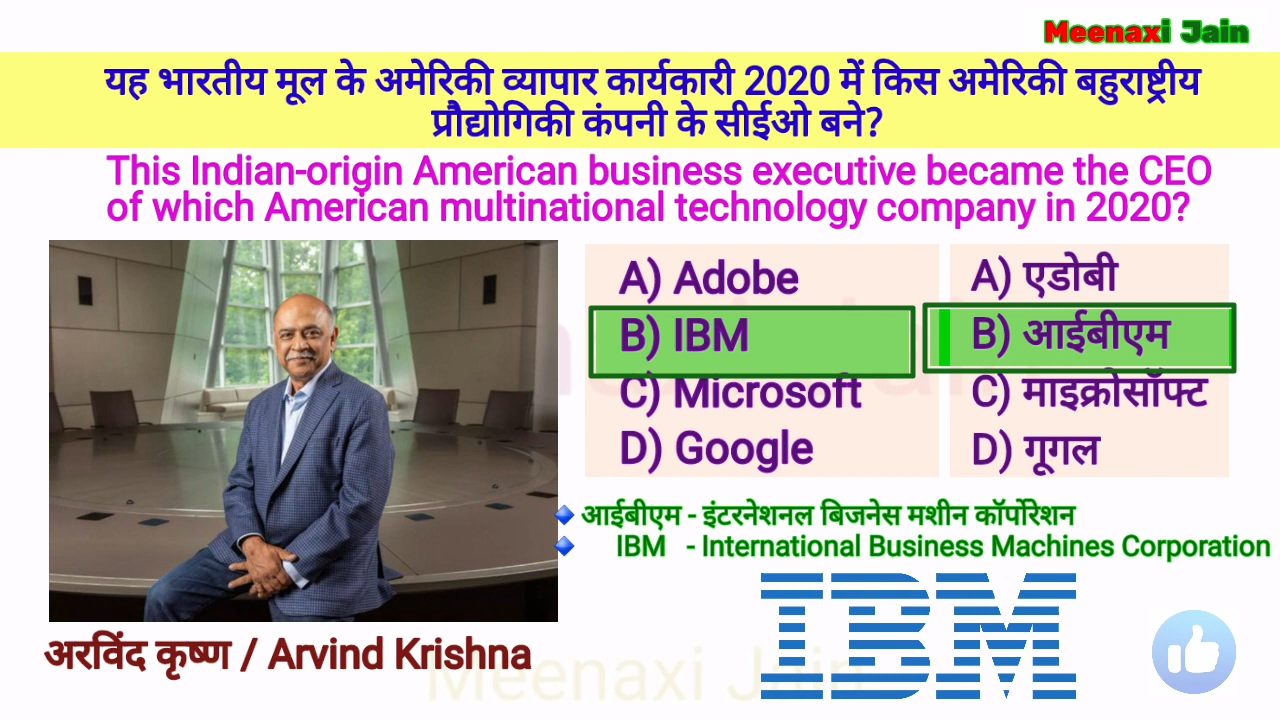 Meenaxi Jain
यह भारतीय मूल के अमेरिकी व्यापार कार्यकारी 2020 में किस अमेरिकी बहुराष्ट्रीय
प्रौद्योगिकी कंपनी के सीईओ बने?
This Indian-origin American business executive became the CEO
of which American multinational technology company in 2020?
A) Adobe
B) IBM
C) Microsoft
D) Google
A) एडोबी
B) आईबीएम
C) माइक्रोसॉफ्ट
D) गूगल
आईबीएम - इंटरनेशनल बिजनेस मशीन कॉर्पोरेशन
IBM - International Business Machines Corporation
IBM
अरविंद कृष्ण / Arvind Krishna
Meenaxi Jain